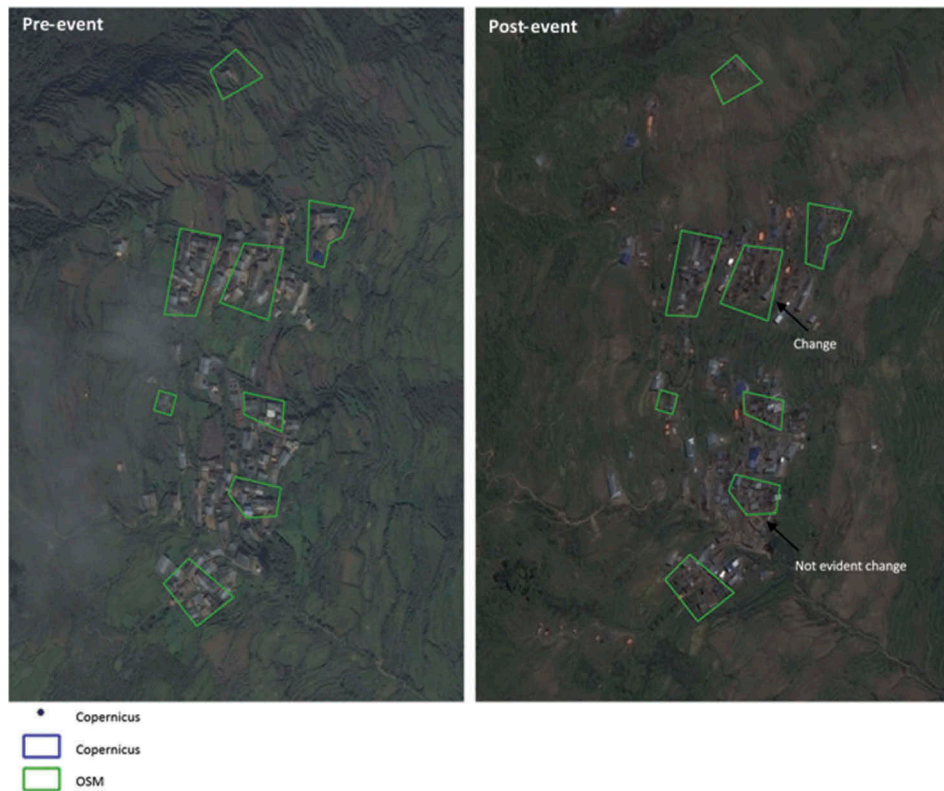 Pre-event
Post-event
Change
Not evident change
Copernicus
Copernicus
OSM